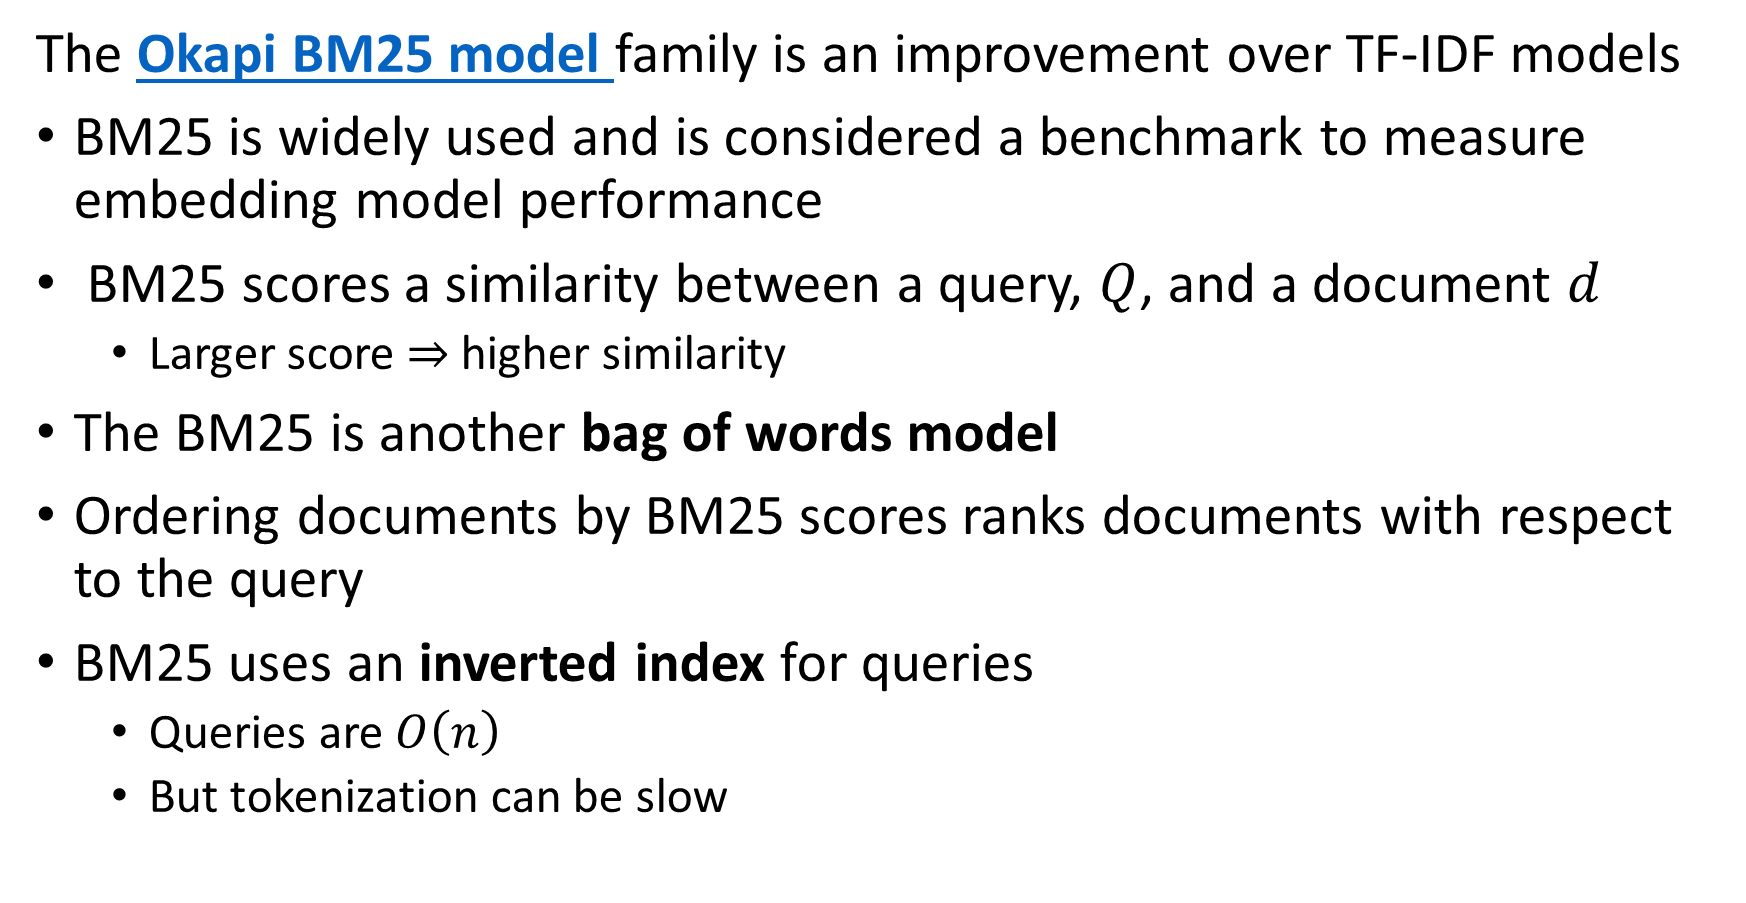 The Okapi BM25 model family is an improvement over TF-IDF models
• BM25 is widely used and is considered a benchmark to measure
embedding model performance
• BM25 scores a similarity between a query, Q, and a document d
• Larger score ⇒ higher similarity
• The BM25 is another bag of words model
• Ordering documents by BM25 scores ranks documents with respect
to the query
• BM25 uses an inverted index for queries
• Queries are O(n)
• But tokenization can be slow